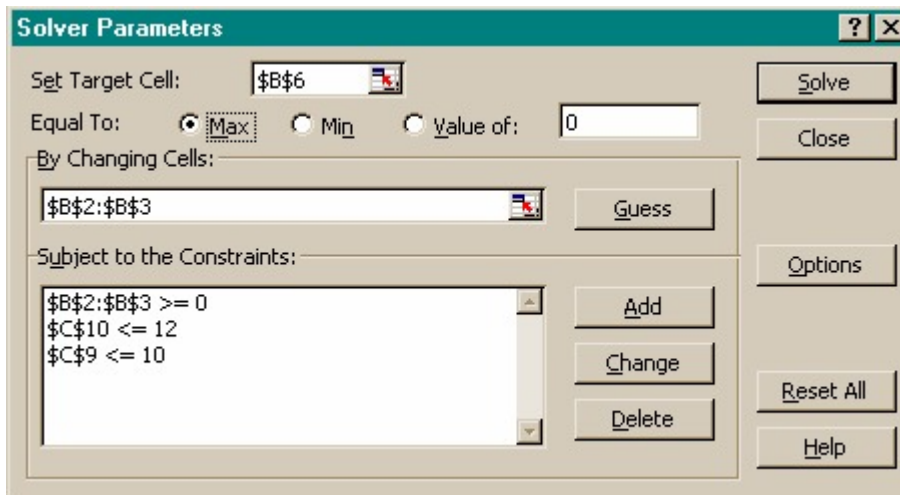 Solver Parameters
? X
Set Target Cell: $B$6
Solve
Equal To: Max Min Value of: 0
Close
By Changing Cells:
$B$2:$B$3
Guess
Subject to the Constraints:
Options
$B$2:$B$3 >= 0
Add
$C$10 <= 12
$C$9 <= 10
Change
Reset All
Delete
Help